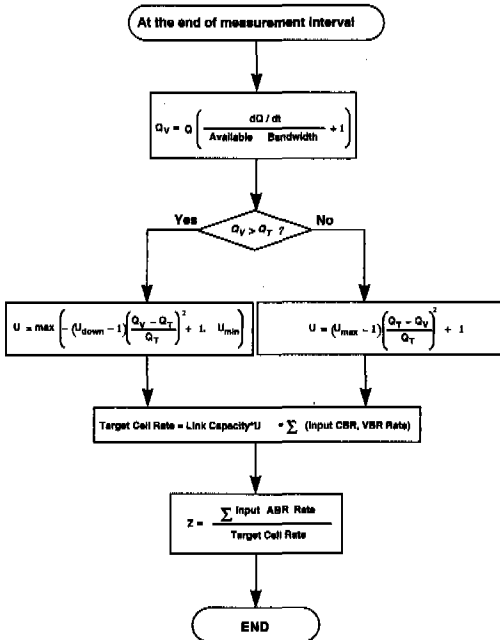 At the end of measurement interval
Q_V = Q ( dQ / dt / Available Bandwidth + 1 )
Yes
Q_V > Q_T ?
No
U = max ( - (U_down - 1) ( Q_V - Q_T / Q_T )^2 + 1. U_min )
U = (U_max - 1) ( Q_T - Q_V / Q_T )^2 + 1
Target Cell Rate = Link Capacity*U - ∑ (Input CBR, VBR Rate)
Z = ∑ Input ABR Rate / Target Cell Rate
END